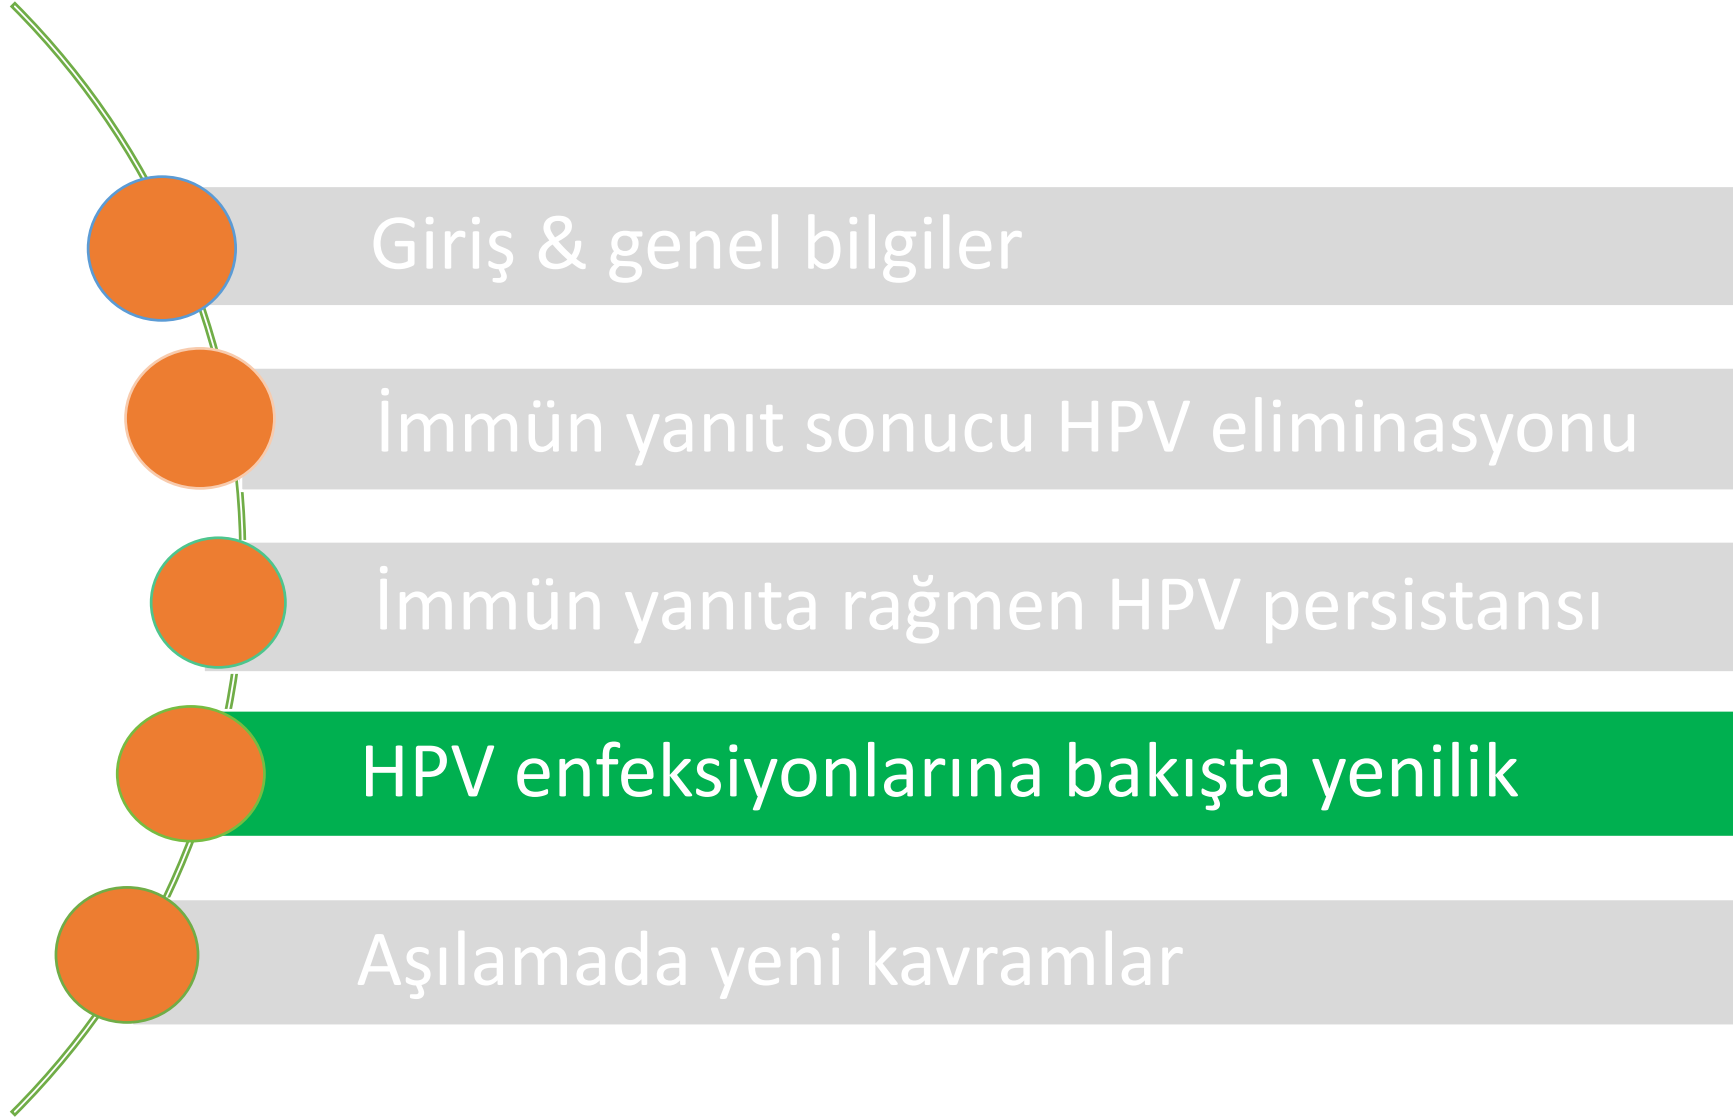 Giriş & genel bilgiler
İmmün yanıt sonucu HPV eliminasyonu
İmmün yanıta rağmen HPV persistansı
HPV enfeksiyonlarına bakışta yenilik
Aşılamada yeni kavramlar